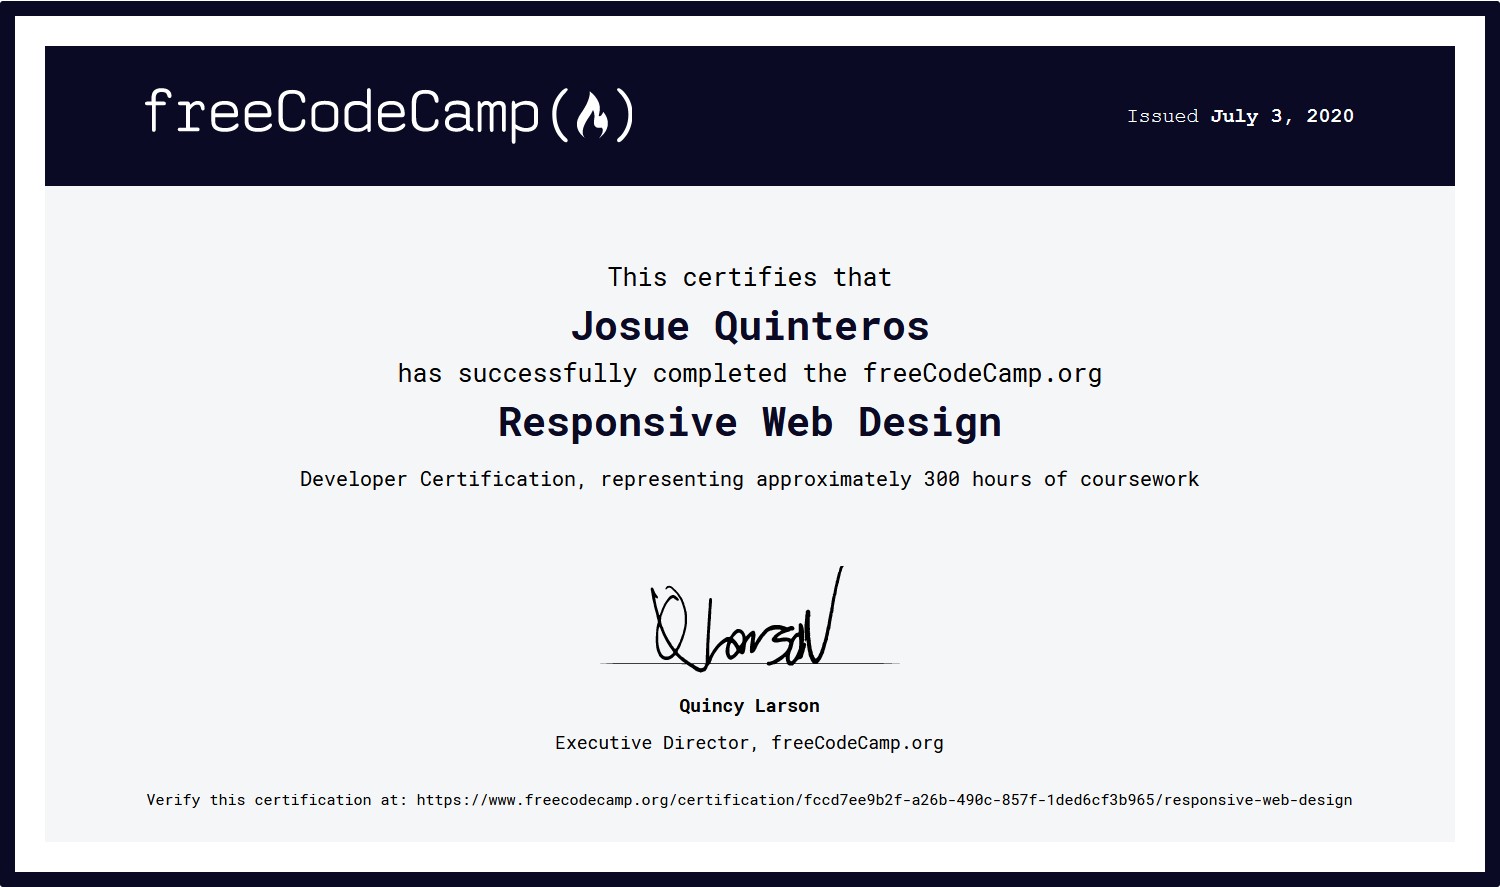 freeCodeCamp(🔥)
Issued July 3, 2020
This certifies that
Josue Quinteros
has successfully completed the freeCodeCamp.org
Responsive Web Design
Developer Certification, representing approximately 300 hours of coursework
Q Larson
Quincy Larson
Executive Director, freeCodeCamp.org
Verify this certification at: https://www.freecodecamp.org/certification/fccd7ee9b2f-a26b-490c-857f-1ded6cf3b965/responsive-web-design